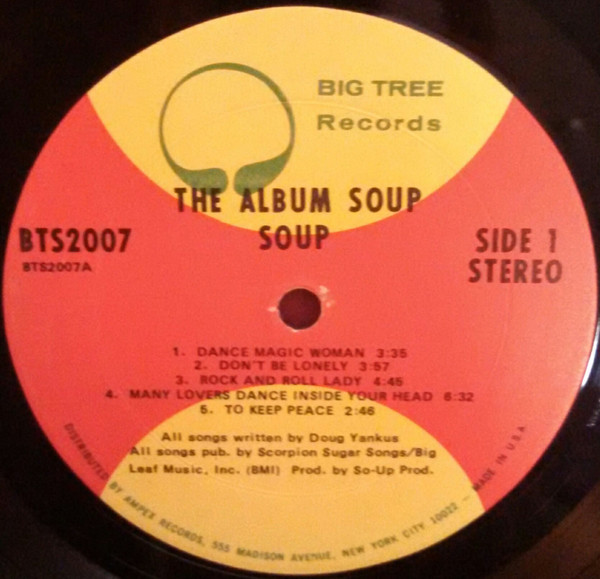 BIG TREE
Records
THE ALBUM SOUP
SOUP
BTS2007
BTS2007A
SIDE 1
STEREO
1. DANCE MAGIC WOMAN 3:35
2. DON'T BE LONELY 3:57
3. ROCK AND ROLL LADY 4:45
4. MANY LOVERS DANCE INSIDE YOUR HEAD 6:32
5. TO KEEP PEACE 2:46
All songs written by Doug Yankus
All songs pub. by Scorpion Sugar Songs/Big
Leaf Music, Inc. (BMI) Prod. by So-Up Prod.
DISTRIBUTED BY AMPEX RECORDS, 555 MADISON AVENUE, NEW YORK CITY, 10022 – MADE IN U.S.A.